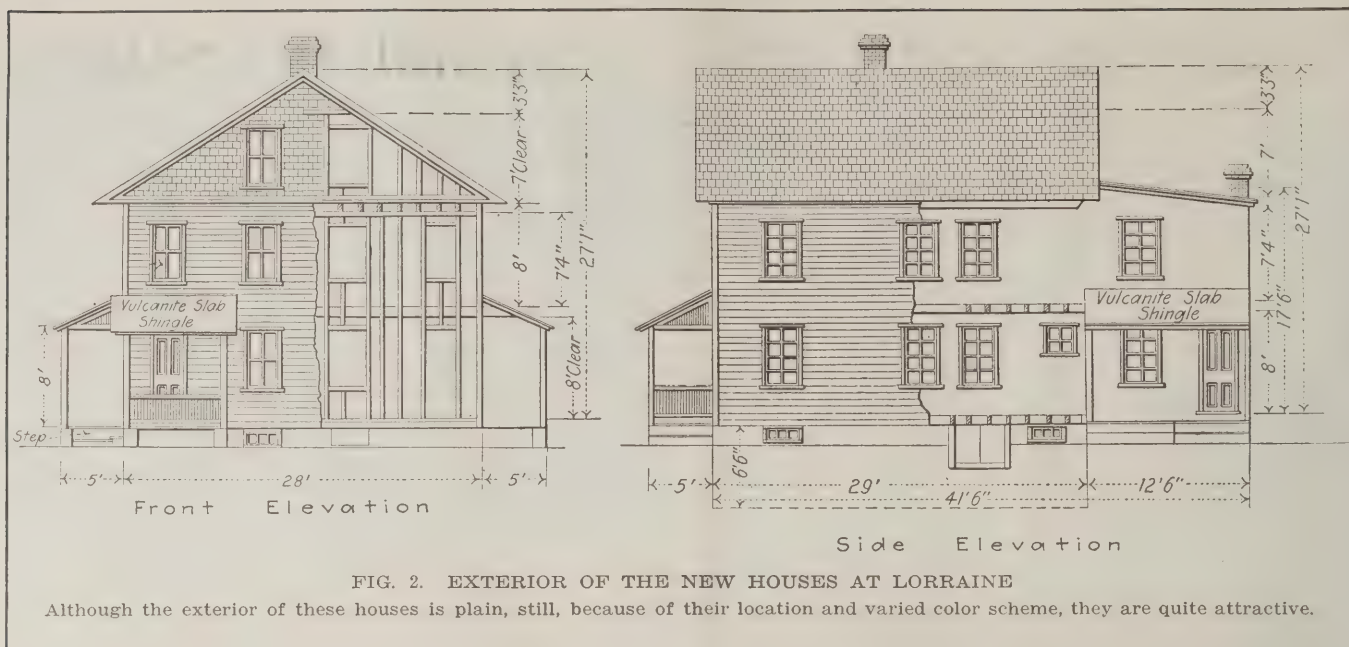 3'3"
7'Clear
8'
7'4"
27'1"
8'Clear
Vulcanite Slab
Shingle
8'
Step
5'
28'
5'
Front Elevation
3'3"
7'
7'4"
27'1"
17'6"
8'
Vulcanite Slab
Shingle
6'6"
5'
29'
12'6"
41'6"
Side Elevation
FIG. 2. EXTERIOR OF THE NEW HOUSES AT LORRAINE
Although the exterior of these houses is plain, still, because of their location and varied color scheme, they are quite attractive.